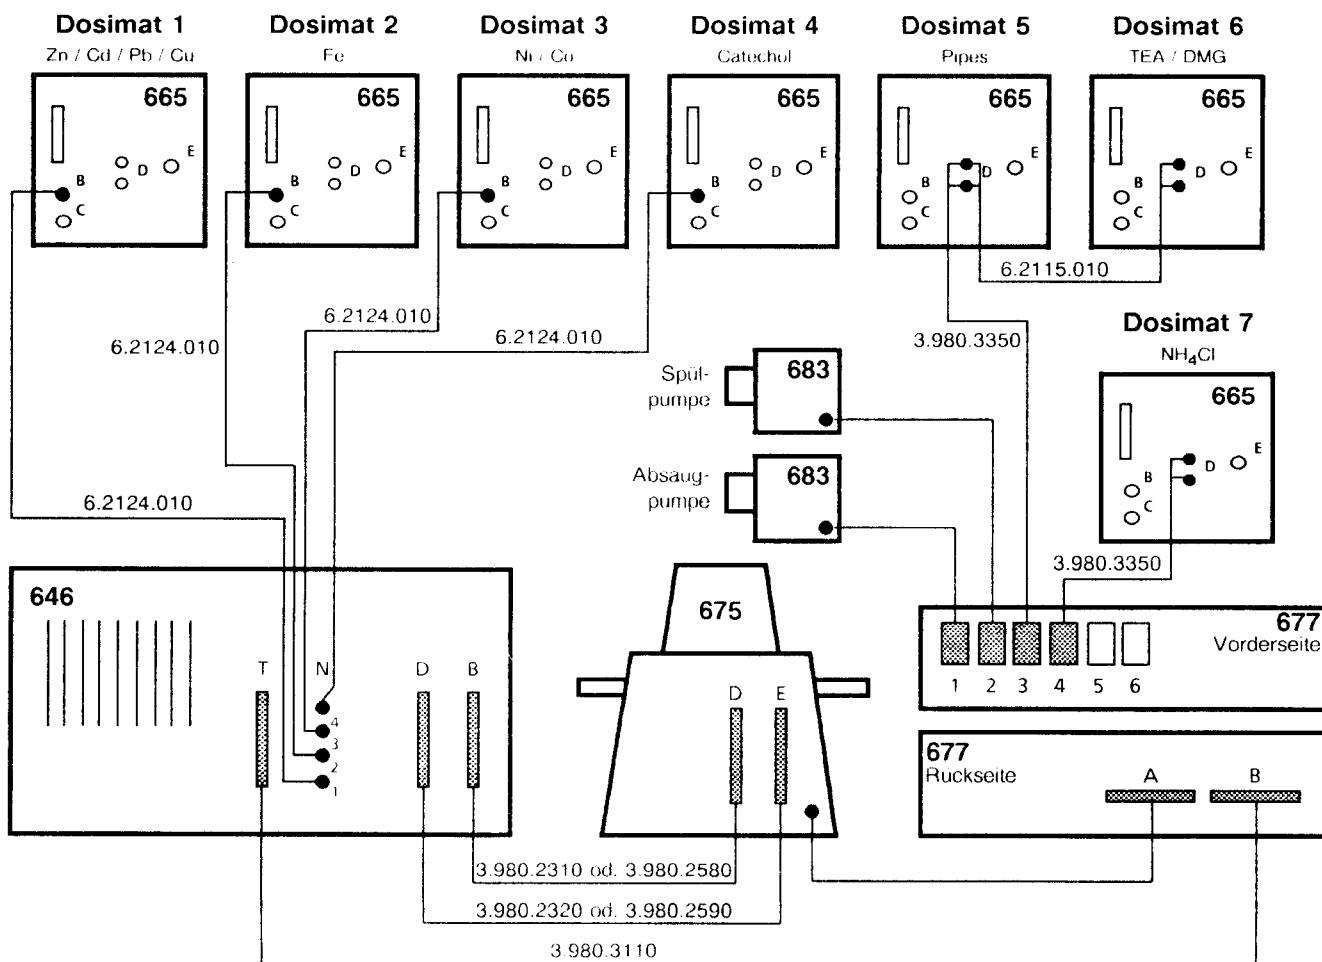 Dosimat 1 Dosimat 2 Dosimat 3 Dosimat 4 Dosimat 5 Dosimat 6
Zn / Cd / Pb / Cu Fe Ni / Co Catechol Pipes TEA / DMG
665 665 665 665 665 665
B C D E
B C D E
B C D E
B C D E
B C D E
B C D E
6.2115.010
6.2124.010
6.2124.010
6.2124.010
3.980.3350
6.2124.010
Dosimat 7
NH₄Cl
665
B C D E
3.980.3350
Spül-
pumpe
683
Absaug-
pumpe
683
646
T N D B
4
3
2
1
675
D E
677
Vorderseite
1 2 3 4 5 6
677
Rückseite
A B
3.980.2310 od. 3.980.2580
3.980.2320 od. 3.980.2590
3.980.3110